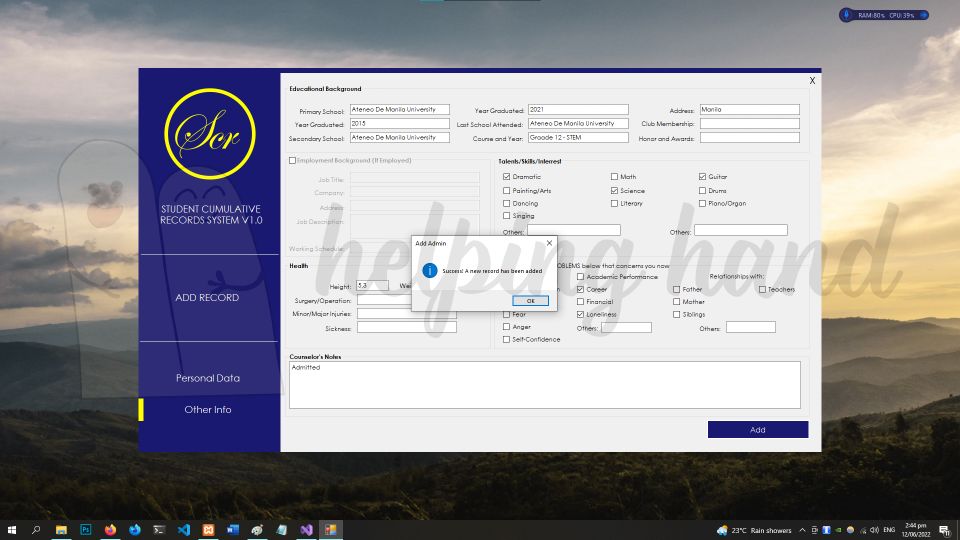 RAM:80% CPU:39%
X
Scr
STUDENT CUMULATIVE
RECORDS SYSTEM V1.0
ADD RECORD
Personal Data
Other Info
Educational Background
Primary School: Ateneo De Manila University Year Graduated: 2021 Address: Manila
Year Graduated: 2015 Last School Attended: Ateneo De Manila University Club Membership:
Secondary School: Ateneo De Manila University Course and Year: Graade 12 - STEM Honor and Awards:
Employment Background (If Employed)
Job Title:
Company:
Address:
Job Description:
Working Schedule:
Talents/Skills/Interest
Dramatic Math Guitar
Painting/Arts Science Drums
Dancing Literary Piano/Organ
Singing
Others: Others:
helping hand
Add Admin
Success! A new record has been added
OK
Health
Height: 5,3 Wei
Surgery/Operation:
Minor/Major Injuries:
Sickness:
OBLEMS below that concerns you now
Academic Performance Relationships with:
Career Father Teachers
Financial Mother
Fear Loneliness Siblings
Anger Others: Others:
Self-Confidence
Counselor's Notes
Admitted
Add
23°C Rain showers ENG 2:44 pm
12/06/2022